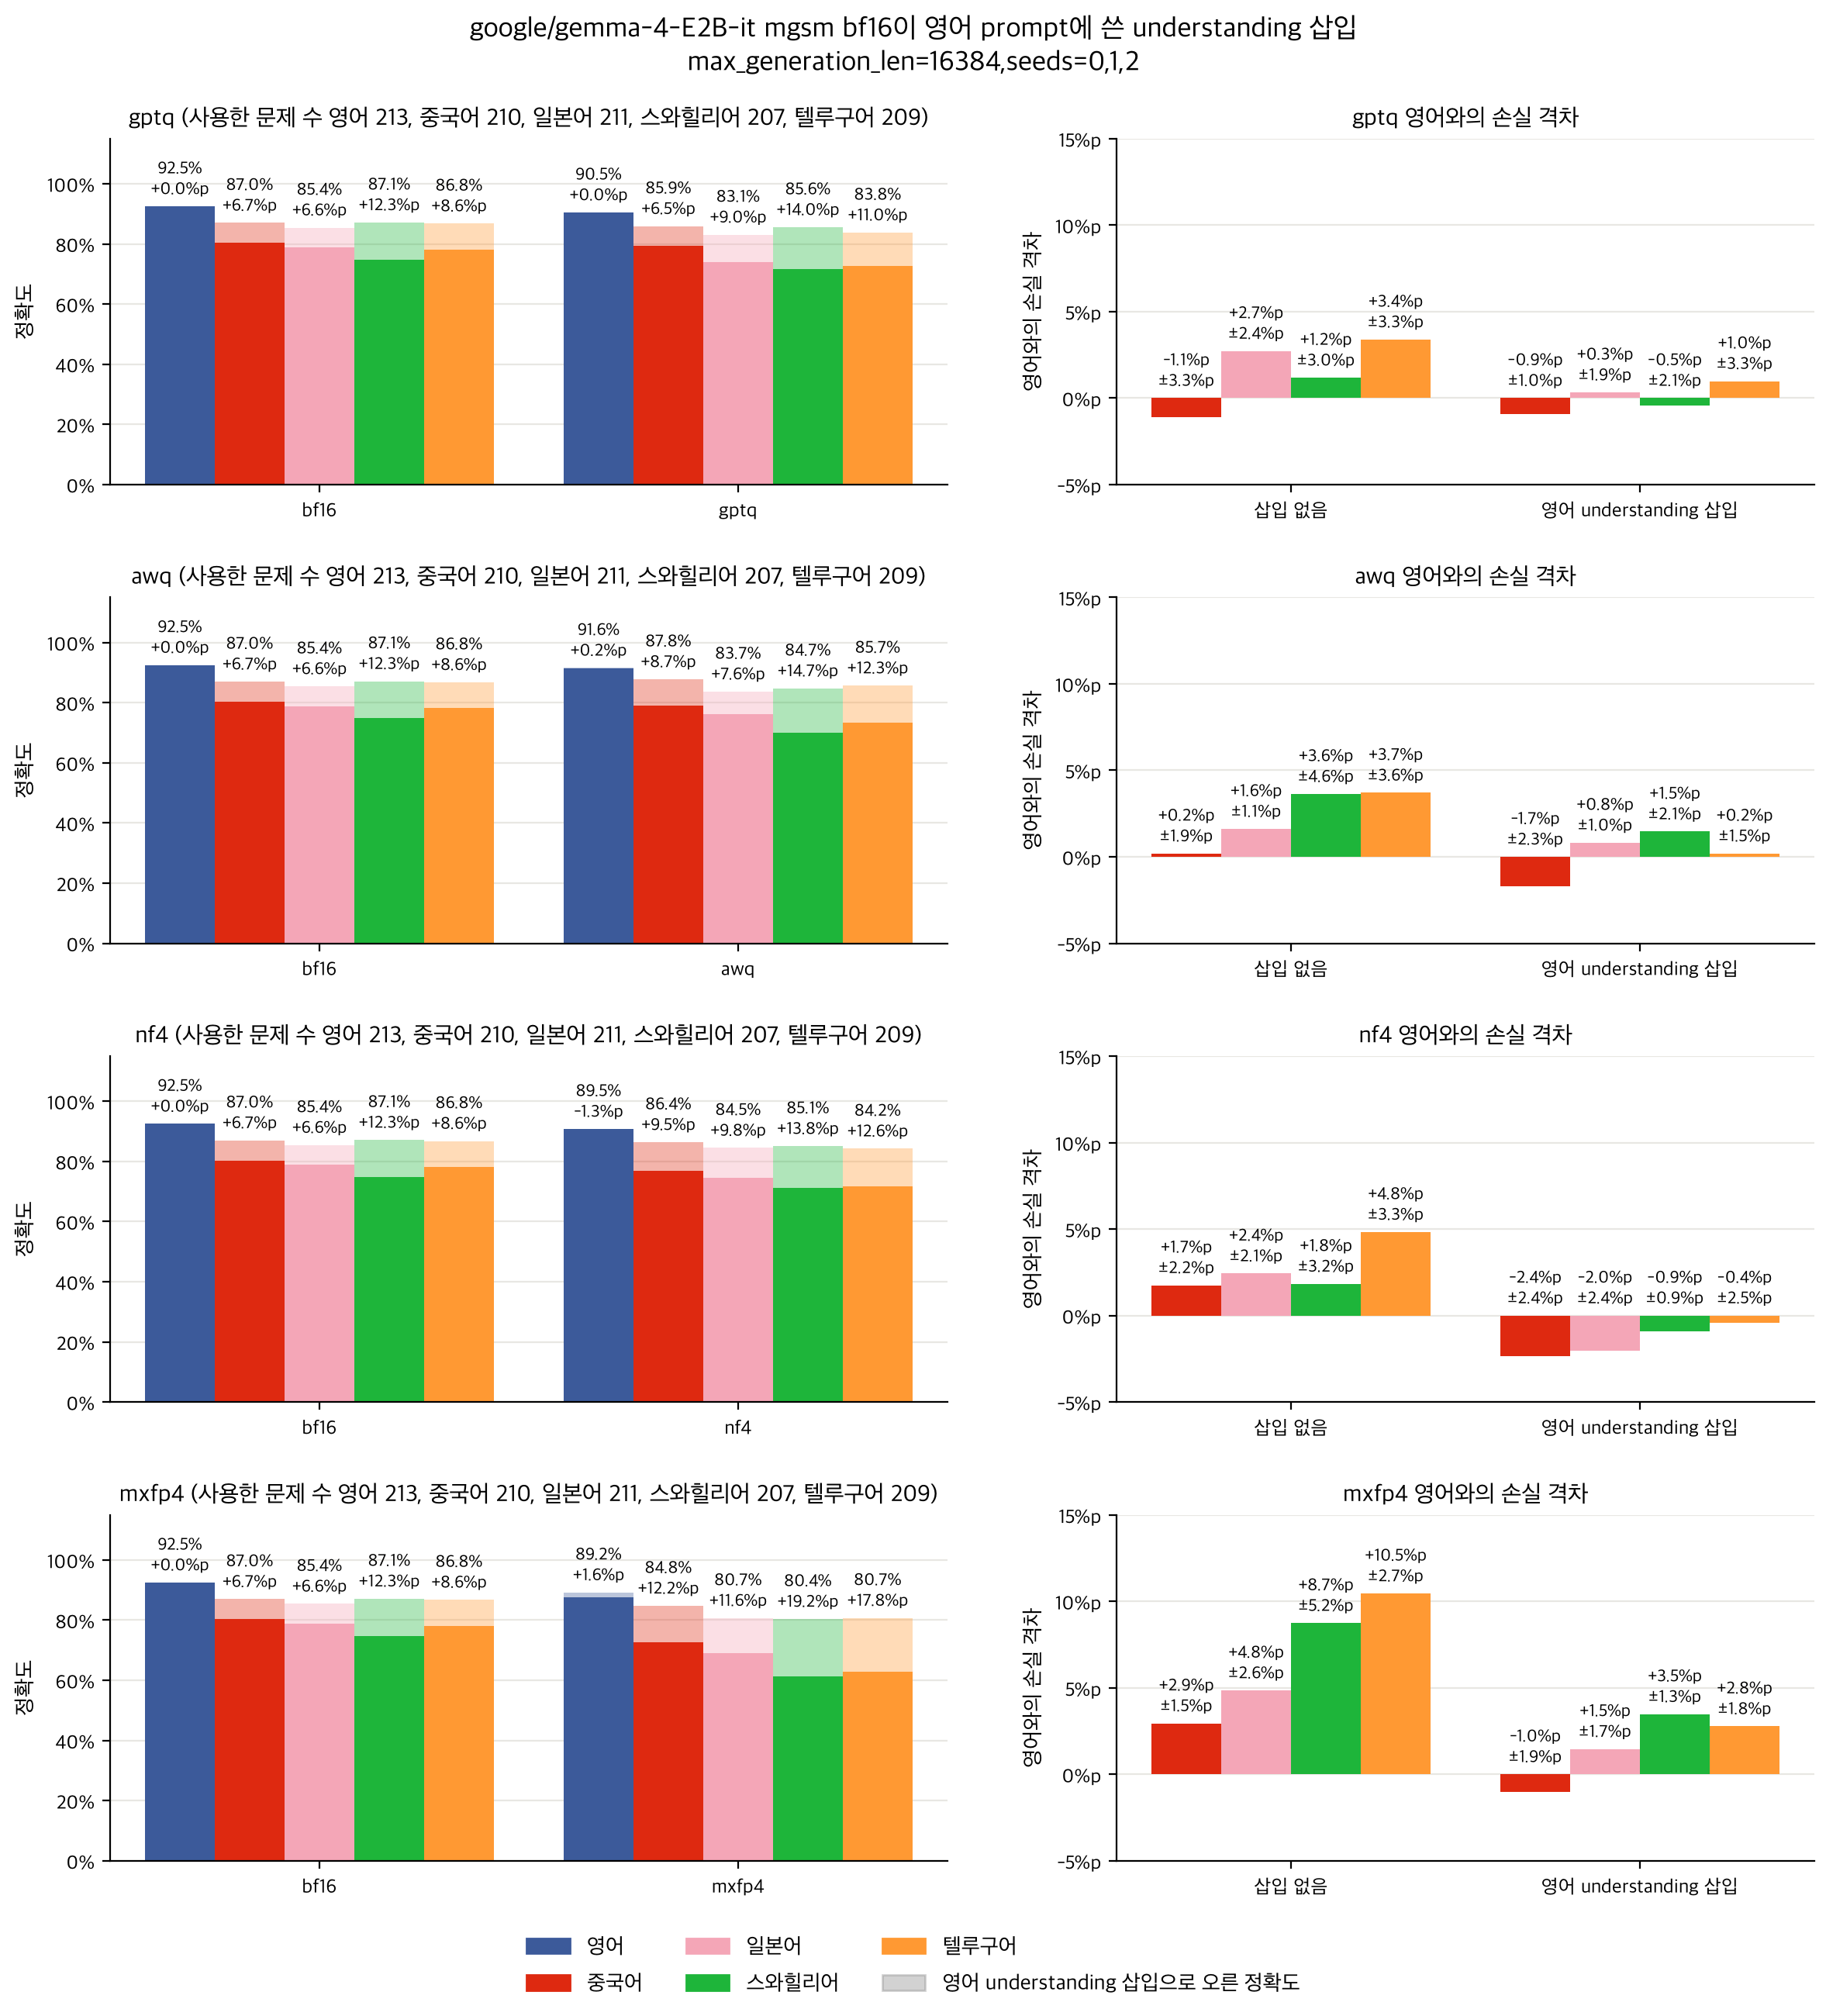 google/gemma-4-E2B-it mgsm bf16이 영어 prompt에 쓴 understanding 삽입
max_generation_len=16384,seeds=0,1,2
gptq (사용한 문제 수 영어 213, 중국어 210, 일본어 211, 스와힐리어 207, 텔루구어 209)
정확도
100%
80%
60%
40%
20%
0%
92.5%
+0.0%p
87.0%
+6.7%p
85.4%
+6.6%p
87.1%
+12.3%p
86.8%
+8.6%p
90.5%
+0.0%p
85.9%
+6.5%p
83.1%
+9.0%p
85.6%
+14.0%p
83.8%
+11.0%p
bf16
gptq
gptq 영어와의 손실 격차
영어와의 손실 격차
15%p
10%p
5%p
0%p
-5%p
-1.1%p
±3.3%p
+2.7%p
±2.4%p
+1.2%p
±3.0%p
+3.4%p
±3.3%p
-0.9%p
±1.0%p
+0.3%p
±1.9%p
-0.5%p
±2.1%p
+1.0%p
±3.3%p
삽입 없음
영어 understanding 삽입
awq (사용한 문제 수 영어 213, 중국어 210, 일본어 211, 스와힐리어 207, 텔루구어 209)
정확도
100%
80%
60%
40%
20%
0%
92.5%
+0.0%p
87.0%
+6.7%p
85.4%
+6.6%p
87.1%
+12.3%p
86.8%
+8.6%p
91.6%
+0.2%p
87.8%
+8.7%p
83.7%
+7.6%p
84.7%
+14.7%p
85.7%
+12.3%p
bf16
awq
awq 영어와의 손실 격차
영어와의 손실 격차
15%p
10%p
5%p
0%p
-5%p
+0.2%p
±1.9%p
+1.6%p
±1.1%p
+3.6%p
±4.6%p
+3.7%p
±3.6%p
-1.7%p
±2.3%p
+0.8%p
±1.0%p
+1.5%p
±2.1%p
+0.2%p
±1.5%p
삽입 없음
영어 understanding 삽입
nf4 (사용한 문제 수 영어 213, 중국어 210, 일본어 211, 스와힐리어 207, 텔루구어 209)
정확도
100%
80%
60%
40%
20%
0%
92.5%
+0.0%p
87.0%
+6.7%p
85.4%
+6.6%p
87.1%
+12.3%p
86.8%
+8.6%p
89.5%
-1.3%p
86.4%
+9.5%p
84.5%
+9.8%p
85.1%
+13.8%p
84.2%
+12.6%p
bf16
nf4
nf4 영어와의 손실 격차
영어와의 손실 격차
15%p
10%p
5%p
0%p
-5%p
+1.7%p
±2.2%p
+2.4%p
±2.1%p
+1.8%p
±3.2%p
+4.8%p
±3.3%p
-2.4%p
±2.4%p
-2.0%p
±2.4%p
-0.9%p
±0.9%p
-0.4%p
±2.5%p
삽입 없음
영어 understanding 삽입
mxfp4 (사용한 문제 수 영어 213, 중국어 210, 일본어 211, 스와힐리어 207, 텔루구어 209)
정확도
100%
80%
60%
40%
20%
0%
92.5%
+0.0%p
87.0%
+6.7%p
85.4%
+6.6%p
87.1%
+12.3%p
86.8%
+8.6%p
89.2%
+1.6%p
84.8%
+12.2%p
80.7%
+11.6%p
80.4%
+19.2%p
80.7%
+17.8%p
bf16
mxfp4
mxfp4 영어와의 손실 격차
영어와의 손실 격차
15%p
10%p
5%p
0%p
-5%p
+2.9%p
±1.5%p
+4.8%p
±2.6%p
+8.7%p
±5.2%p
+10.5%p
±2.7%p
-1.0%p
±1.9%p
+1.5%p
±1.7%p
+3.5%p
±1.3%p
+2.8%p
±1.8%p
삽입 없음
영어 understanding 삽입
영어
일본어
텔루구어
중국어
스와힐리어
영어 understanding 삽입으로 오른 정확도